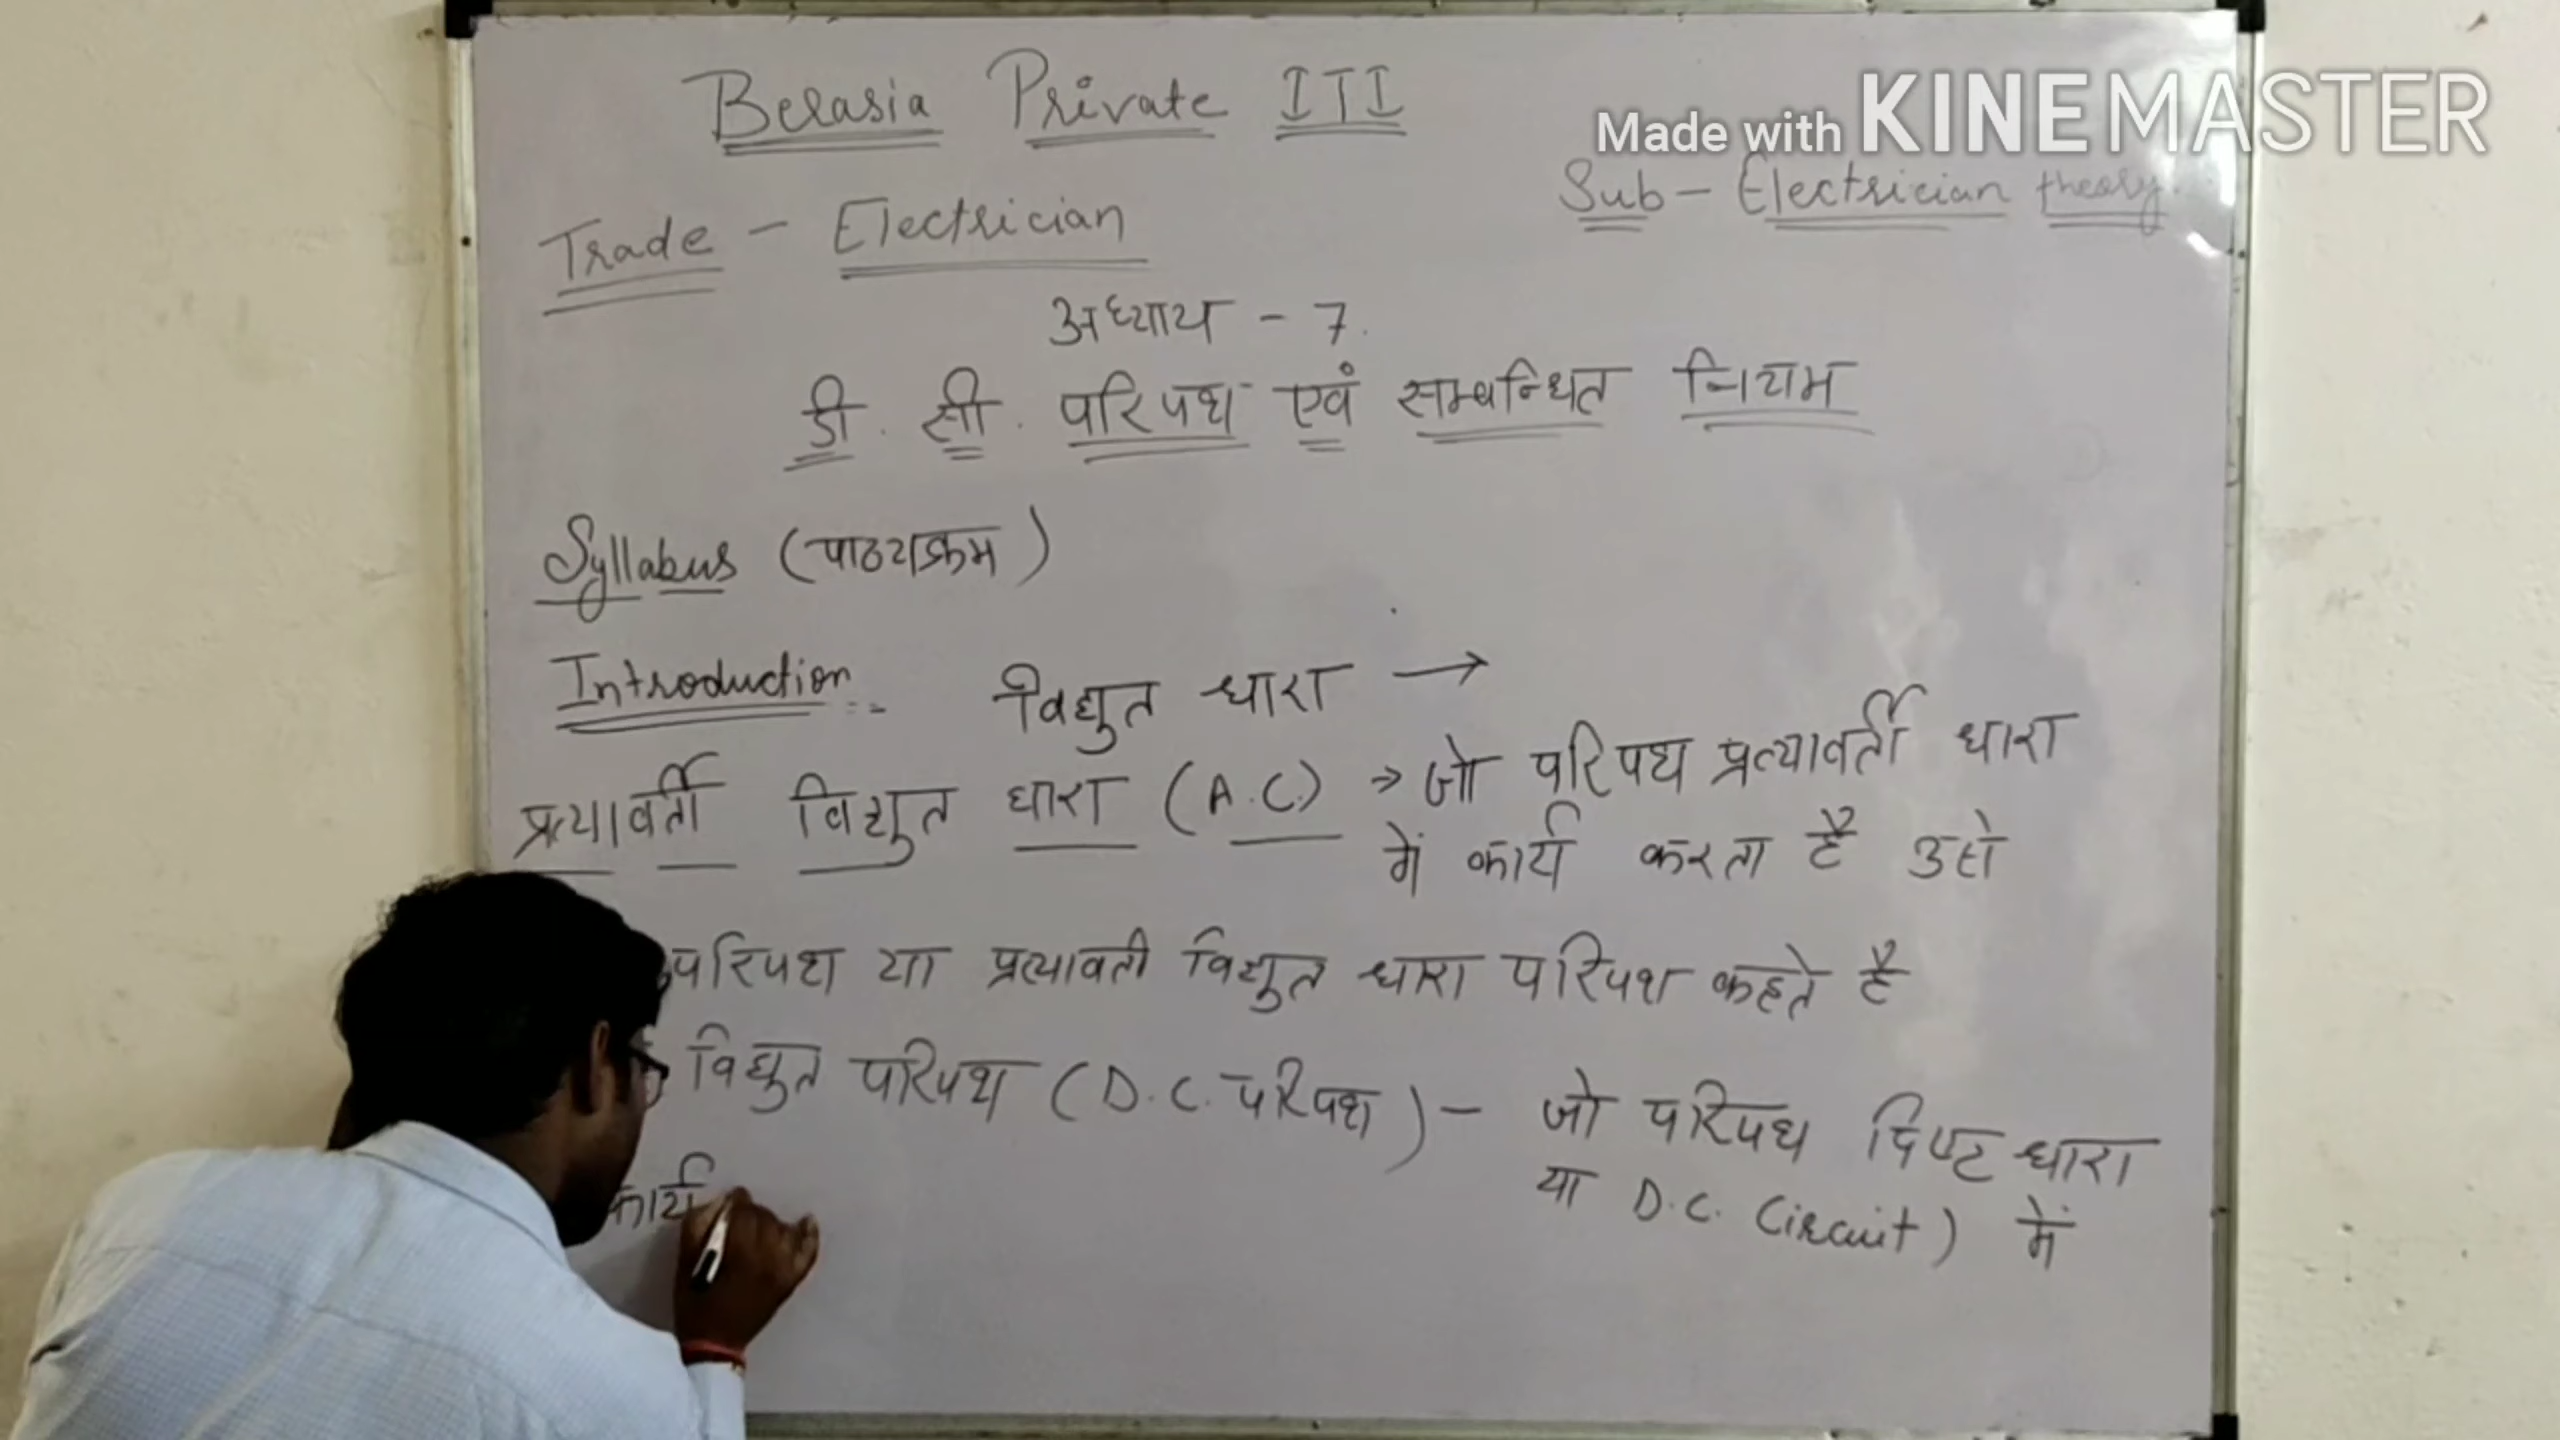 Berasia Private ITI
Made with KINEMASTER
Trade - Electrician
Sub - Electrician theory
अध्याय - 7.
डी. सी. परिपथ एवं सम्बन्धित नियम
Syllabus (पाठयक्रम)
Introduction :- विद्युत धारा →
प्रत्यावर्ती विद्युत धारा (A.C.) → जो परिपथ प्रत्यावर्ती धारा
में कार्य करता है उसे
परिपथ या प्रत्यावर्ती विद्युत धारा परिपथ कहते है
विद्युत परिपथ (D.C. परिपथ) - जो परिपथ दिष्ट धारा
या D.C. Circuit) में
कार्य